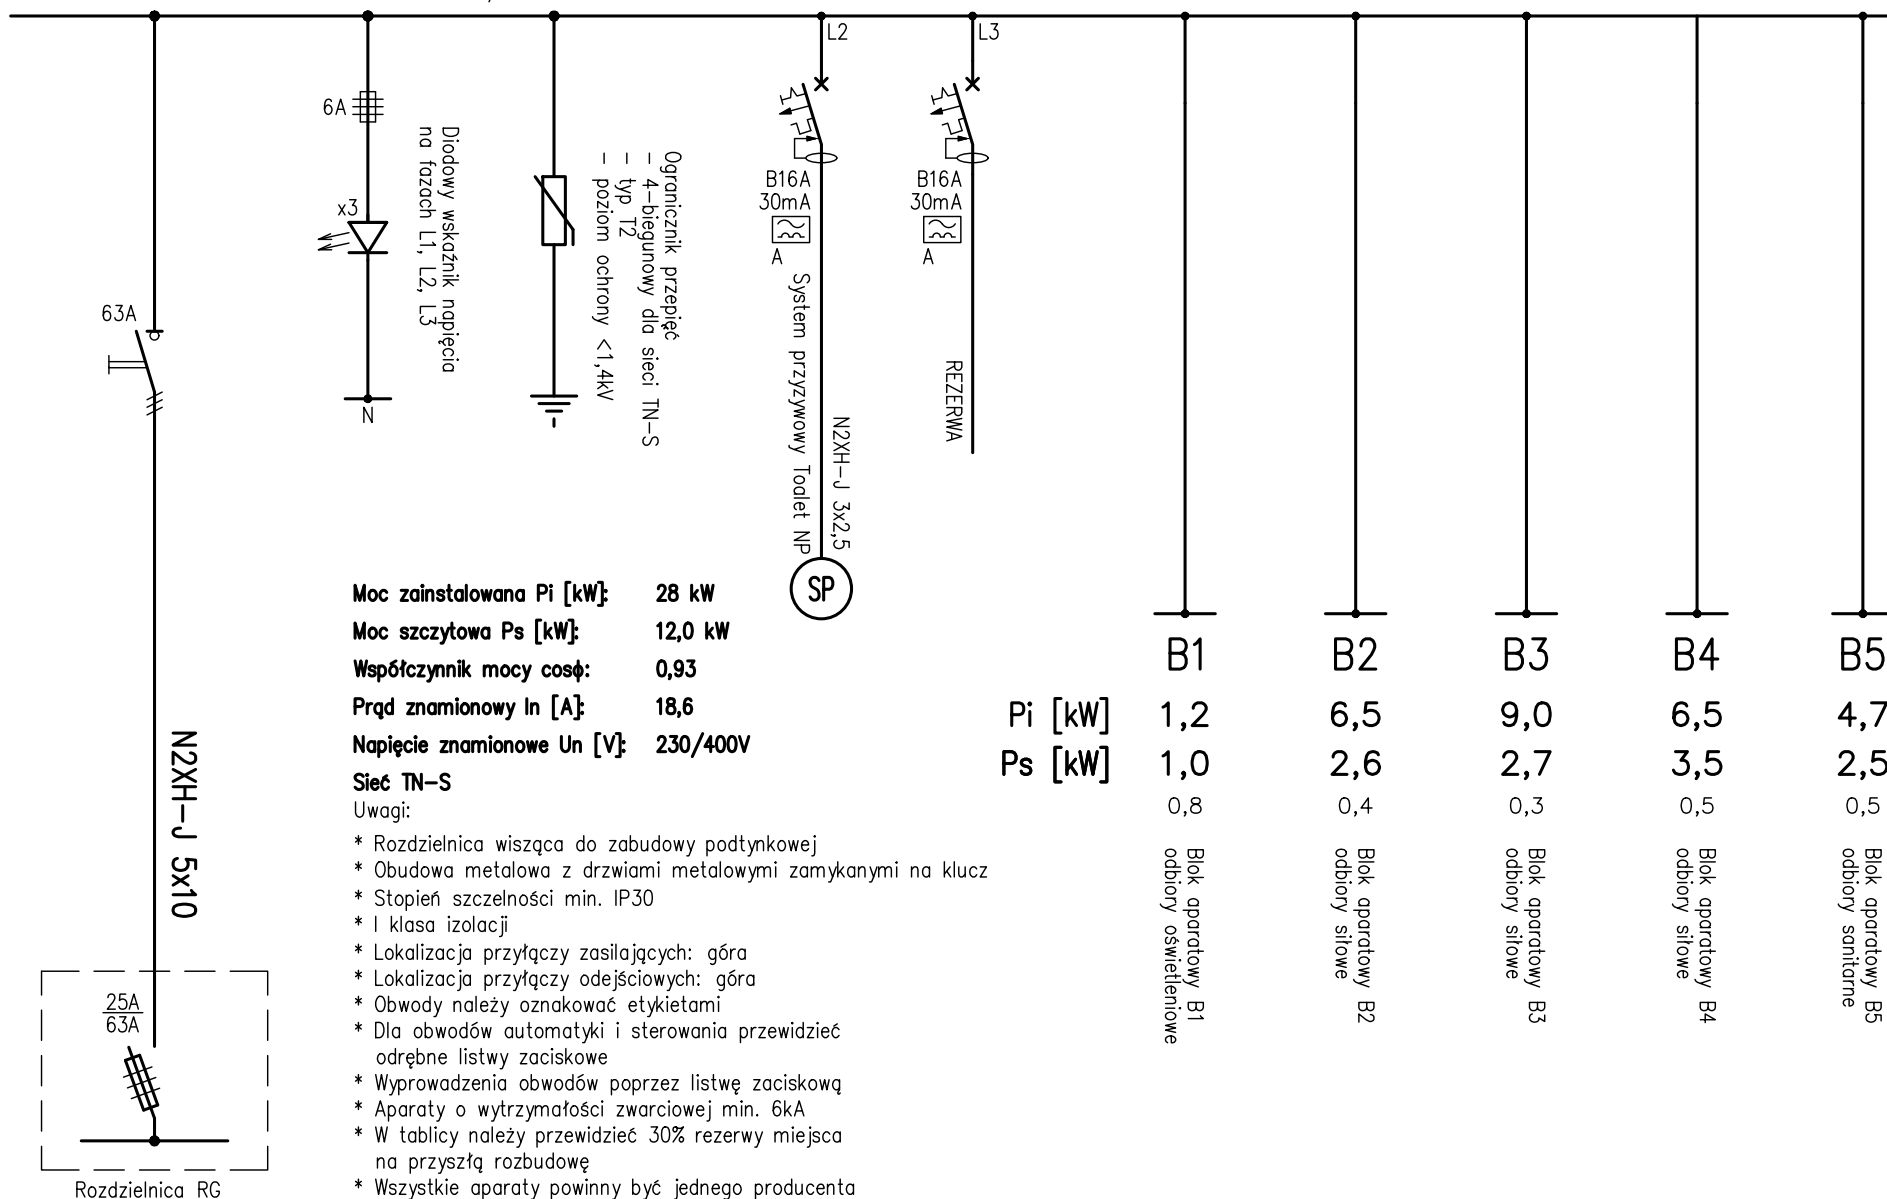 L2
L3
6A
x3
Diodowy wskaźnik napięcia
na fazach L1, L2, L3
N
Ogranicznik przepięć
- 4-biegunowy dla sieci TN-S
- typ T2
- poziom ochrony <1,4kV
B16A
30mA
A
System przyzywowy Toalet NP
N2XH-J 3x2,5
SP
B16A
30mA
A
REZERWA
63A
N2XH-J 5x10
25A
63A
Rozdzielnica RG
Moc zainstalowana Pi [kW]: 28 kW
Moc szczytowa Ps [kW]: 12,0 kW
Współczynnik mocy cosϕ: 0,93
Prąd znamionowy In [A]: 18,6
Napięcie znamionowe Un [V]: 230/400V
Sieć TN-S
Uwagi:
* Rozdzielnica wisząca do zabudowy podtynkowej
* Obudowa metalowa z drzwiami metalowymi zamykanymi na klucz
* Stopień szczelności min. IP30
* I klasa izolacji
* Lokalizacja przyłączy zasilających: góra
* Lokalizacja przyłączy odejściowych: góra
* Obwody należy oznakować etykietami
* Dla obwodów automatyki i sterowania przewidzieć
odrębne listwy zaciskowe
* Wyprowadzenia obwodów poprzez listwę zaciskową
* Aparaty o wytrzymałości zwarciowej min. 6kA
* W tablicy należy przewidzieć 30% rezerwy miejsca
na przyszłą rozbudowę
* Wszystkie aparaty powinny być jednego producenta
B1 B2 B3 B4 B5
Pi [kW] 1,2 6,5 9,0 6,5 4,7
Ps [kW] 1,0 2,6 2,7 3,5 2,5
0,8 0,4 0,3 0,5 0,5
Blok aparatowy B1
odbiory oświetleniowe
Blok aparatowy B2
odbiory siłowe
Blok aparatowy B3
odbiory siłowe
Blok aparatowy B4
odbiory siłowe
Blok aparatowy B5
odbiory sanitarne